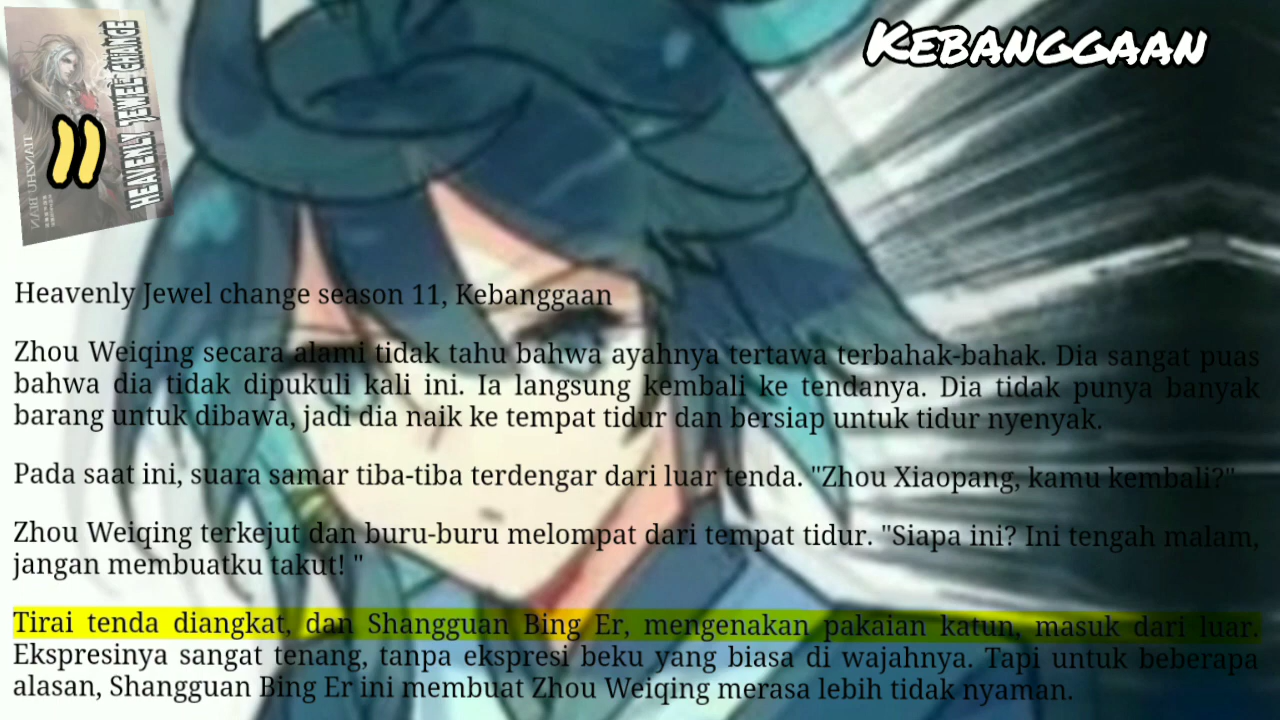 Kebanggaan
HEAVENLY JEWEL CHANGE
11
Heavenly Jewel change season 11, Kebanggaan
Zhou Weiqing secara alami tidak tahu bahwa ayahnya tertawa terbahak-bahak. Dia sangat puas
bahwa dia tidak dipukuli kali ini. Ia langsung kembali ke tendanya. Dia tidak punya banyak
barang untuk dibawa, jadi dia naik ke tempat tidur dan bersiap untuk tidur nyenyak.
Pada saat ini, suara samar tiba-tiba terdengar dari luar tenda. "Zhou Xiaopang, kamu kembali?"
Zhou Weiqing terkejut dan buru-buru melompat dari tempat tidur. "Siapa ini? Ini tengah malam,
jangan membuatku takut! "
Tirai tenda diangkat, dan Shangguan Bing Er, mengenakan pakaian katun, masuk dari luar.
Ekspresinya sangat tenang, tanpa ekspresi beku yang biasa di wajahnya. Tapi untuk beberapa
alasan, Shangguan Bing Er ini membuat Zhou Weiqing merasa lebih tidak nyaman.